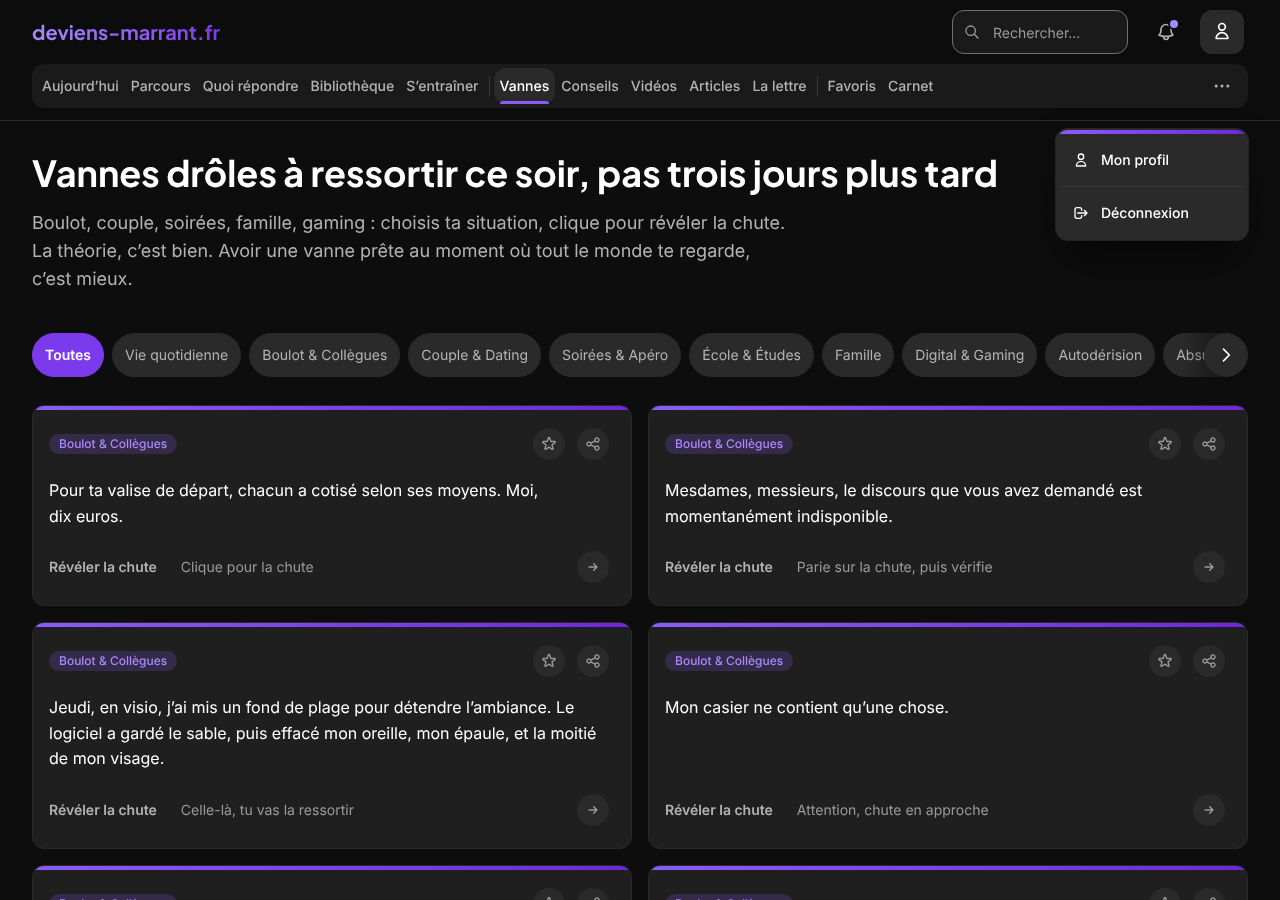 deviens-marrant.fr
Rechercher...
Aujourd’hui Parcours Quoi répondre Bibliothèque S’entraîner Vannes Conseils Vidéos Articles La lettre Favoris Carnet
Mon profil
Déconnexion
Vannes drôles à ressortir ce soir, pas trois jours plus tard
Boulot, couple, soirées, famille, gaming : choisis ta situation, clique pour révéler la chute.
La théorie, c’est bien. Avoir une vanne prête au moment où tout le monde te regarde,
c’est mieux.
Toutes Vie quotidienne Boulot & Collègues Couple & Dating Soirées & Apéro École & Études Famille Digital & Gaming Autodérision
Boulot & Collègues
Pour ta valise de départ, chacun a cotisé selon ses moyens. Moi,
dix euros.
Révéler la chute Clique pour la chute
Boulot & Collègues
Mesdames, messieurs, le discours que vous avez demandé est
momentanément indisponible.
Révéler la chute Parie sur la chute, puis vérifie
Boulot & Collègues
Jeudi, en visio, j’ai mis un fond de plage pour détendre l’ambiance. Le
logiciel a gardé le sable, puis effacé mon oreille, mon épaule, et la moitié
de mon visage.
Révéler la chute Celle-là, tu vas la ressortir
Boulot & Collègues
Mon casier ne contient qu’une chose.
Révéler la chute Attention, chute en approche